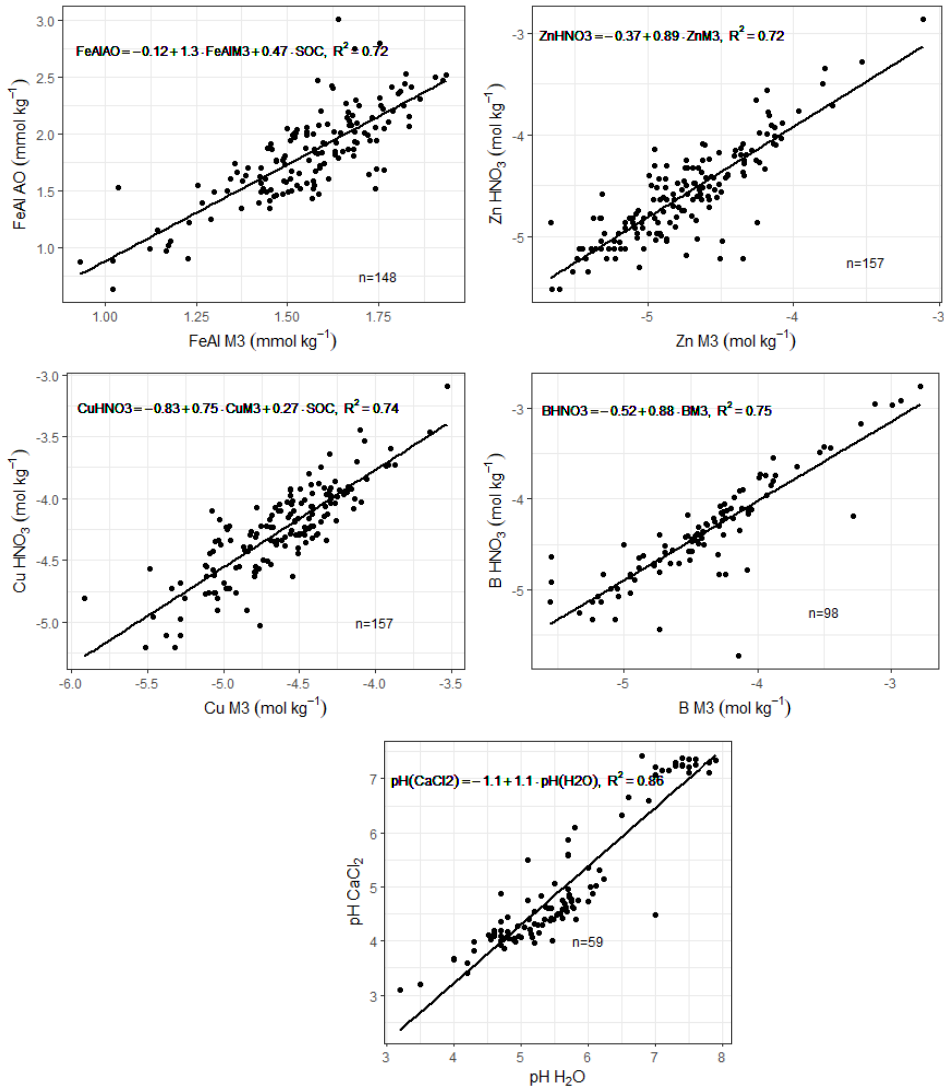 FeAlAO = −0.12 + 1.3 · FeAlM3 + 0.47 · SOC, R² = 0.72
3.0
2.5
2.0
1.5
1.0
FeAl AO (mmol kg⁻¹)
n=148
1.00 1.25 1.50 1.75
FeAl M3 (mmol kg⁻¹)
ZnHNO3 = −0.37 + 0.89 · ZnM3, R² = 0.72
-3
-4
-5
Zn HNO₃ (mol kg⁻¹)
n=157
-5 -4 -3
Zn M3 (mol kg⁻¹)
CuHNO3 = −0.83 + 0.75 · CuM3 + 0.27 · SOC, R² = 0.74
-3.0
-3.5
-4.0
-4.5
-5.0
Cu HNO₃ (mol kg⁻¹)
n=157
-6.0 -5.5 -5.0 -4.5 -4.0 -3.5
Cu M3 (mol kg⁻¹)
BHNO3 = −0.52 + 0.88 · BM3, R² = 0.75
-3
-4
-5
B HNO₃ (mol kg⁻¹)
n=98
-5 -4 -3
B M3 (mol kg⁻¹)
pH(CaCl2) = −1.1 + 1.1 · pH(H2O), R² = 0.86
7
6
5
4
3
pH CaCl₂
n=59
3 4 5 6 7 8
pH H₂O